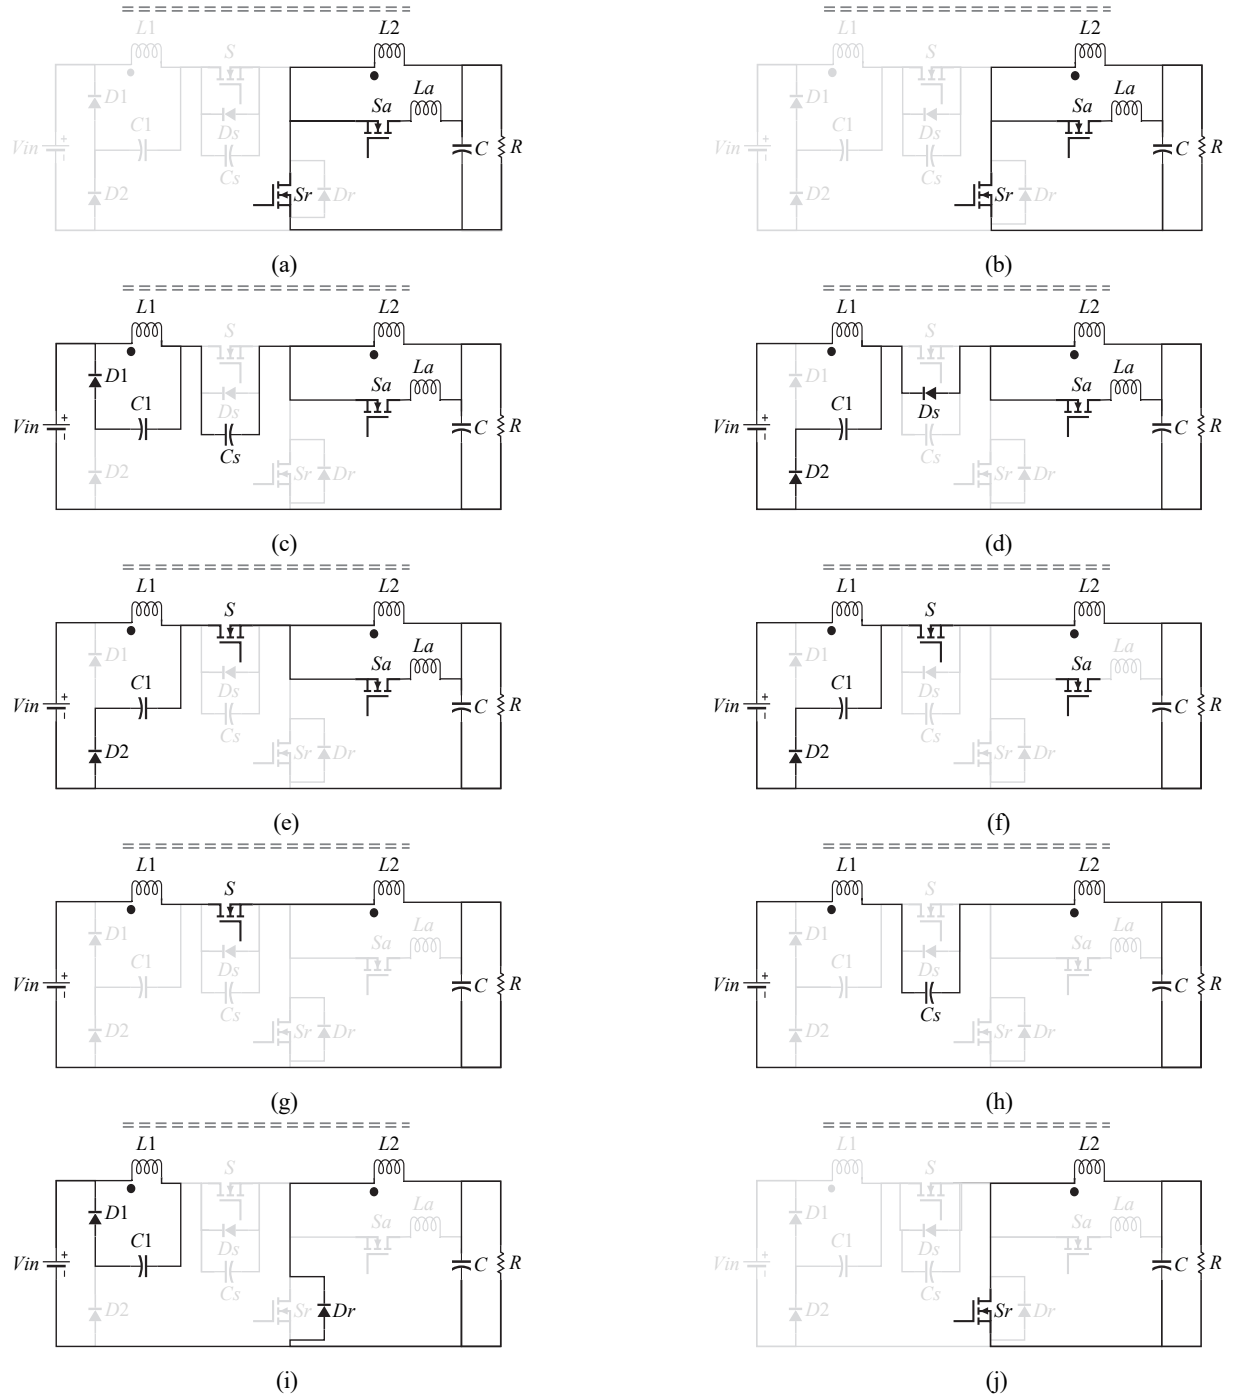 L1 L2 L1 L2
S S
D1 Sa La D1 Sa La
Vin + - C1 Ds C R Vin + - C1 Ds C R
Cs Cs
D2 Sr Dr D2 Sr Dr
(a) (b)
L1 L2 L1 L2
S S
D1 Sa La D1 Sa La
Vin + - C1 Ds C R Vin + - C1 Ds C R
Cs Cs
D2 Sr Dr D2 Sr Dr
(c) (d)
L1 L2 L1 L2
S S
D1 Sa La D1 Sa La
Vin + - C1 Ds C R Vin + - C1 Ds C R
Cs Cs
D2 Sr Dr D2 Sr Dr
(e) (f)
L1 L2 L1 L2
S S
D1 Sa La D1 Sa La
Vin + - C1 Ds C R Vin + - C1 Ds C R
Cs Cs
D2 Sr Dr D2 Sr Dr
(g) (h)
L1 L2 L1 L2
S S
D1 Sa La D1 Sa La
Vin + - C1 Ds C R Vin + - C1 Ds C R
Cs Cs
D2 Sr Dr D2 Sr Dr
(i) (j)